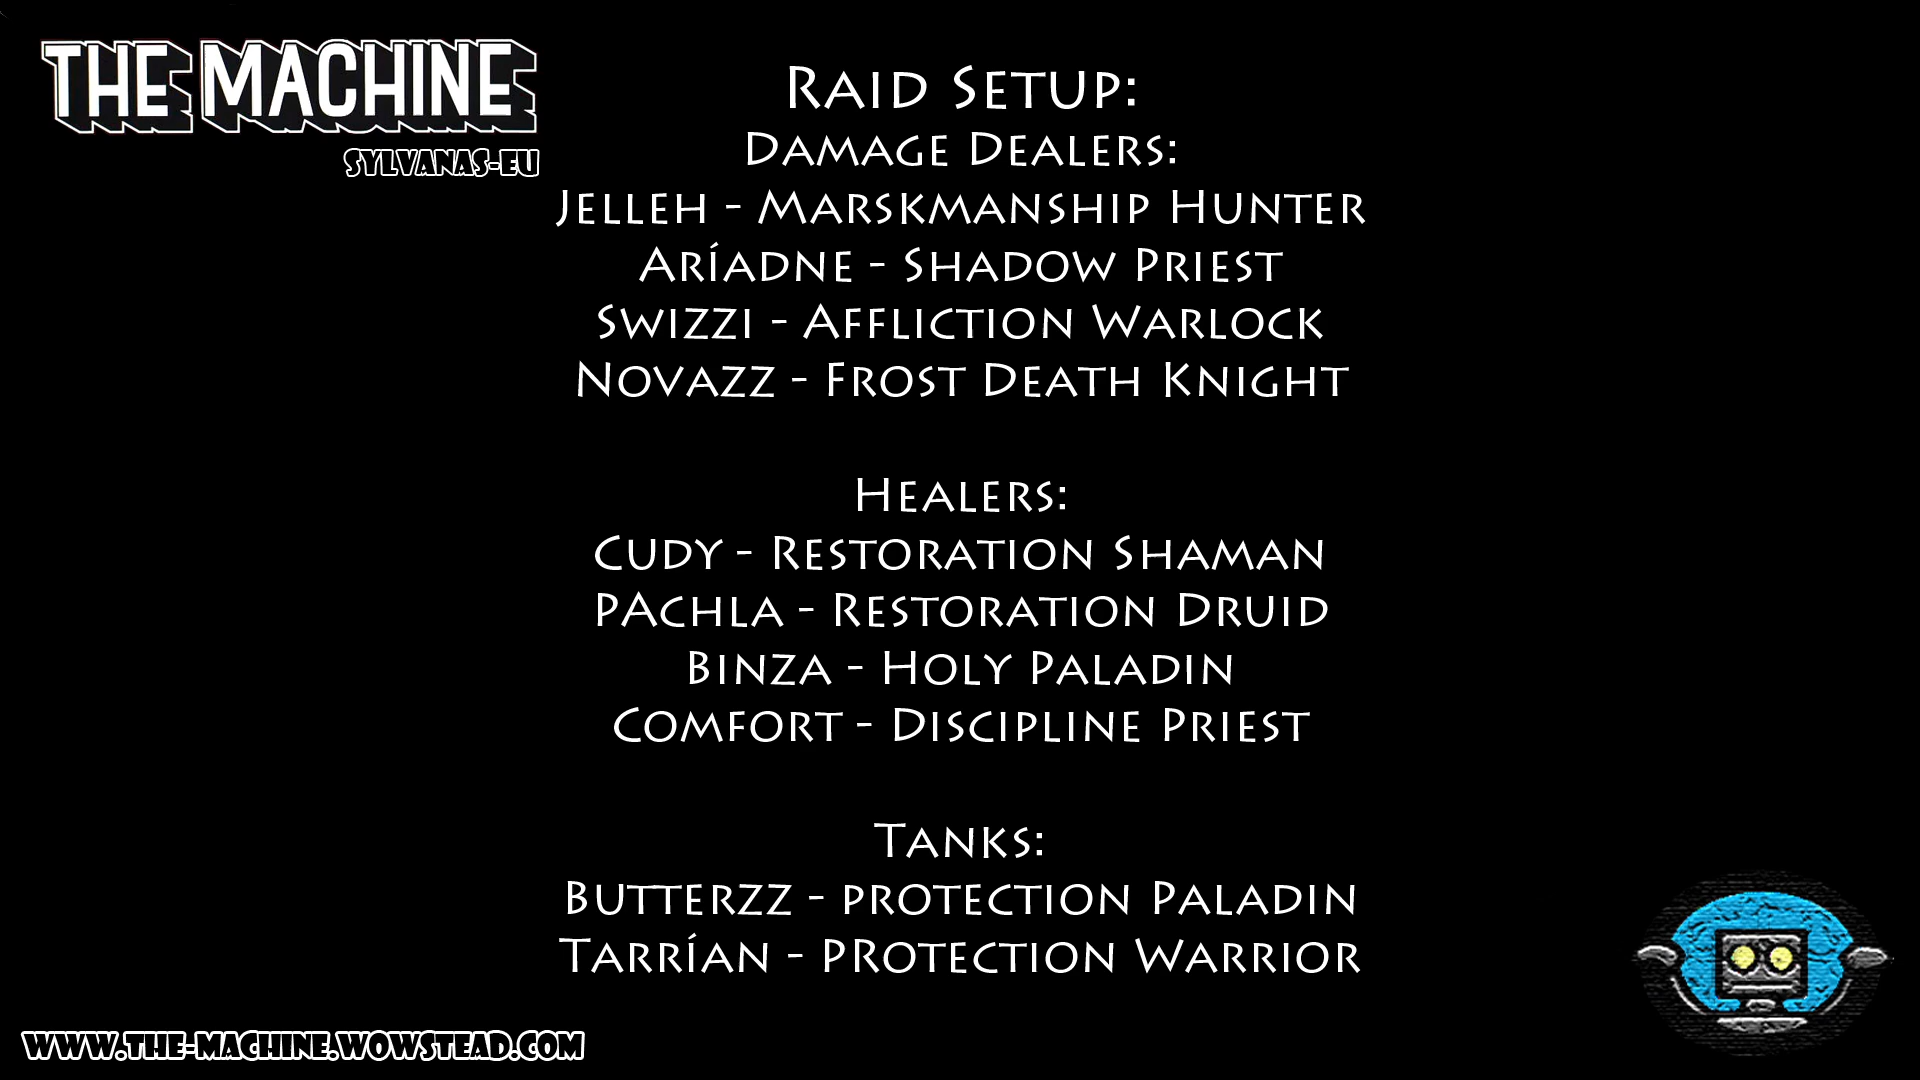 THE MACHINE
SYLVANAS-EU
Raid Setup:
Damage Dealers:
Jelleh - Marskmanship Hunter
Aríadne - Shadow Priest
Swizzi - Affliction Warlock
Novazz - Frost Death Knight
Healers:
Cudy - Restoration Shaman
PAchla - Restoration Druid
Binza - Holy Paladin
Comfort - Discipline Priest
Tanks:
Butterzz - protection Paladin
Tarrían - PRotection Warrior
WWW.THE-MACHINE.WOWSTEAD.COM